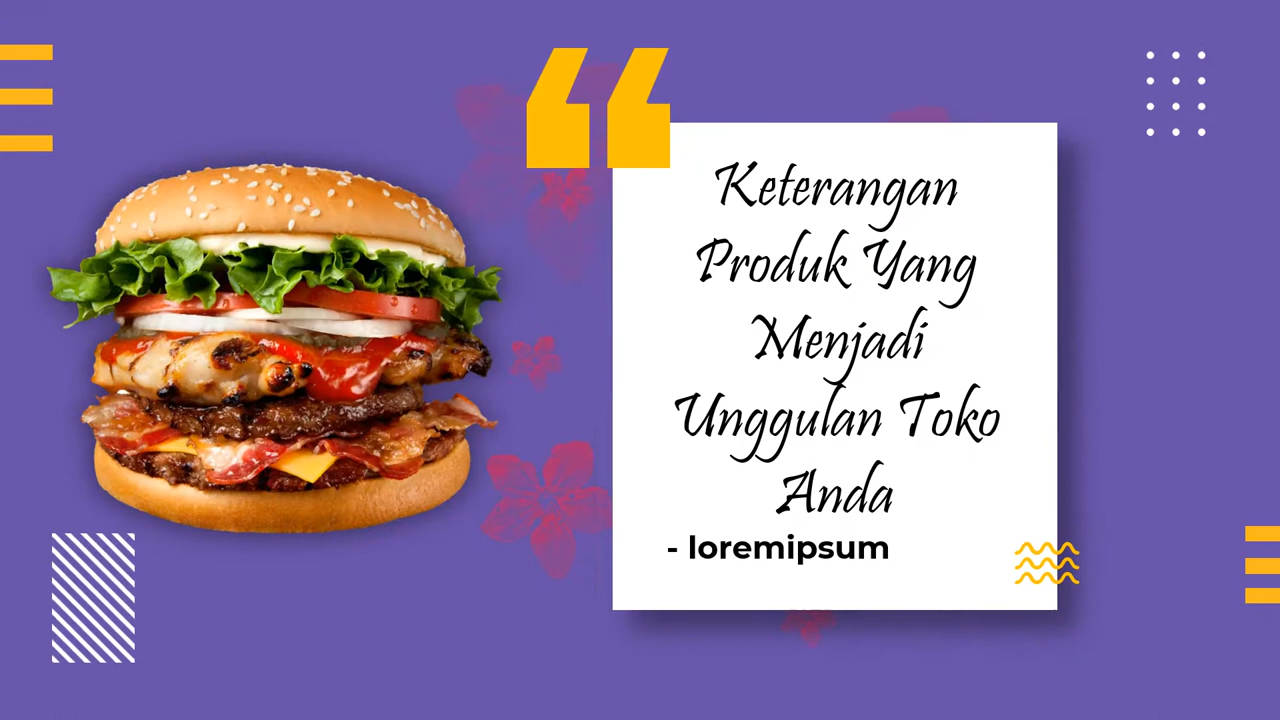 Keterangan
Produk Yang
Menjadi
Unggulan Toko
Anda
- loremipsum